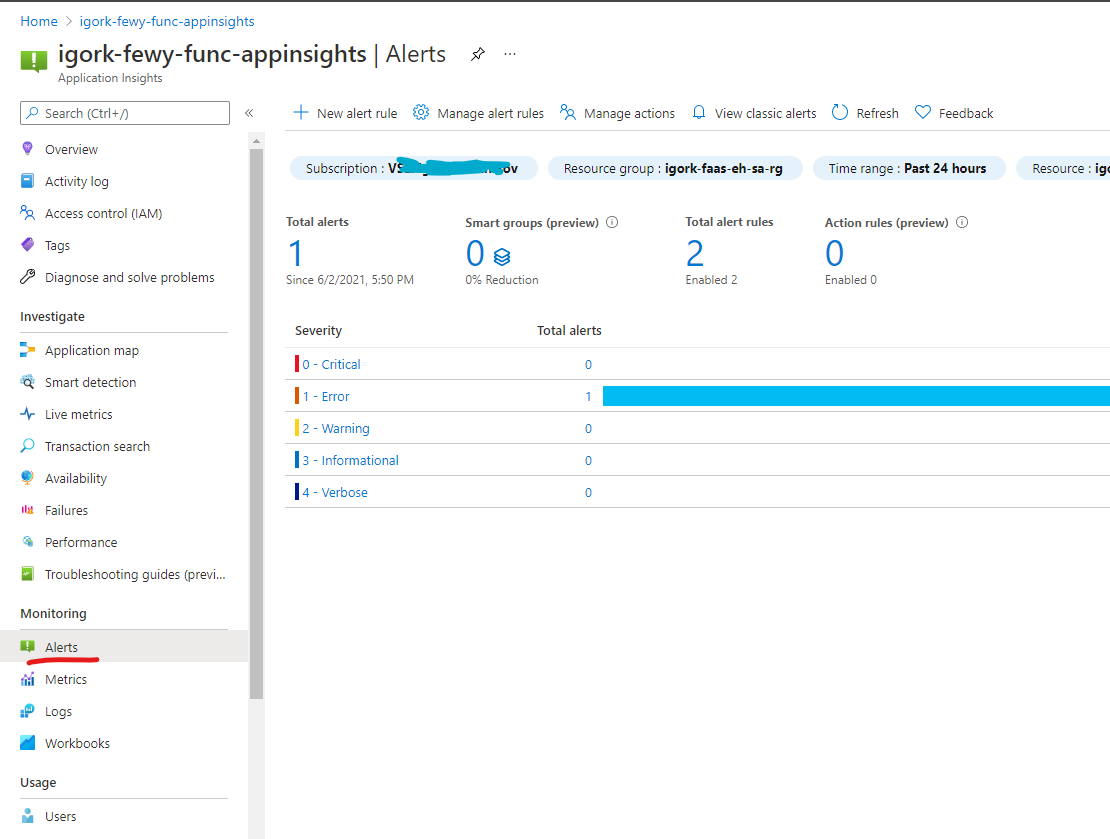 Home > igork-fewy-func-appinsights
igork-fewy-func-appinsights | Alerts
Application Insights
Search (Ctrl+/)
New alert rule Manage alert rules Manage actions View classic alerts Refresh Feedback
Subscription : Resource group : igork-faas-eh-sa-rg Time range : Past 24 hours Resource :
Overview
Activity log
Access control (IAM)
Tags
Diagnose and solve problems
Investigate
Application map
Smart detection
Live metrics
Transaction search
Availability
Failures
Performance
Troubleshooting guides (previ...
Monitoring
Alerts
Metrics
Logs
Workbooks
Usage
Users
Total alerts
1
Since 6/2/2021, 5:50 PM
Smart groups (preview)
0
0% Reduction
Total alert rules
2
Enabled 2
Action rules (preview)
0
Enabled 0
Severity Total alerts
0 - Critical 0
1 - Error 1
2 - Warning 0
3 - Informational 0
4 - Verbose 0